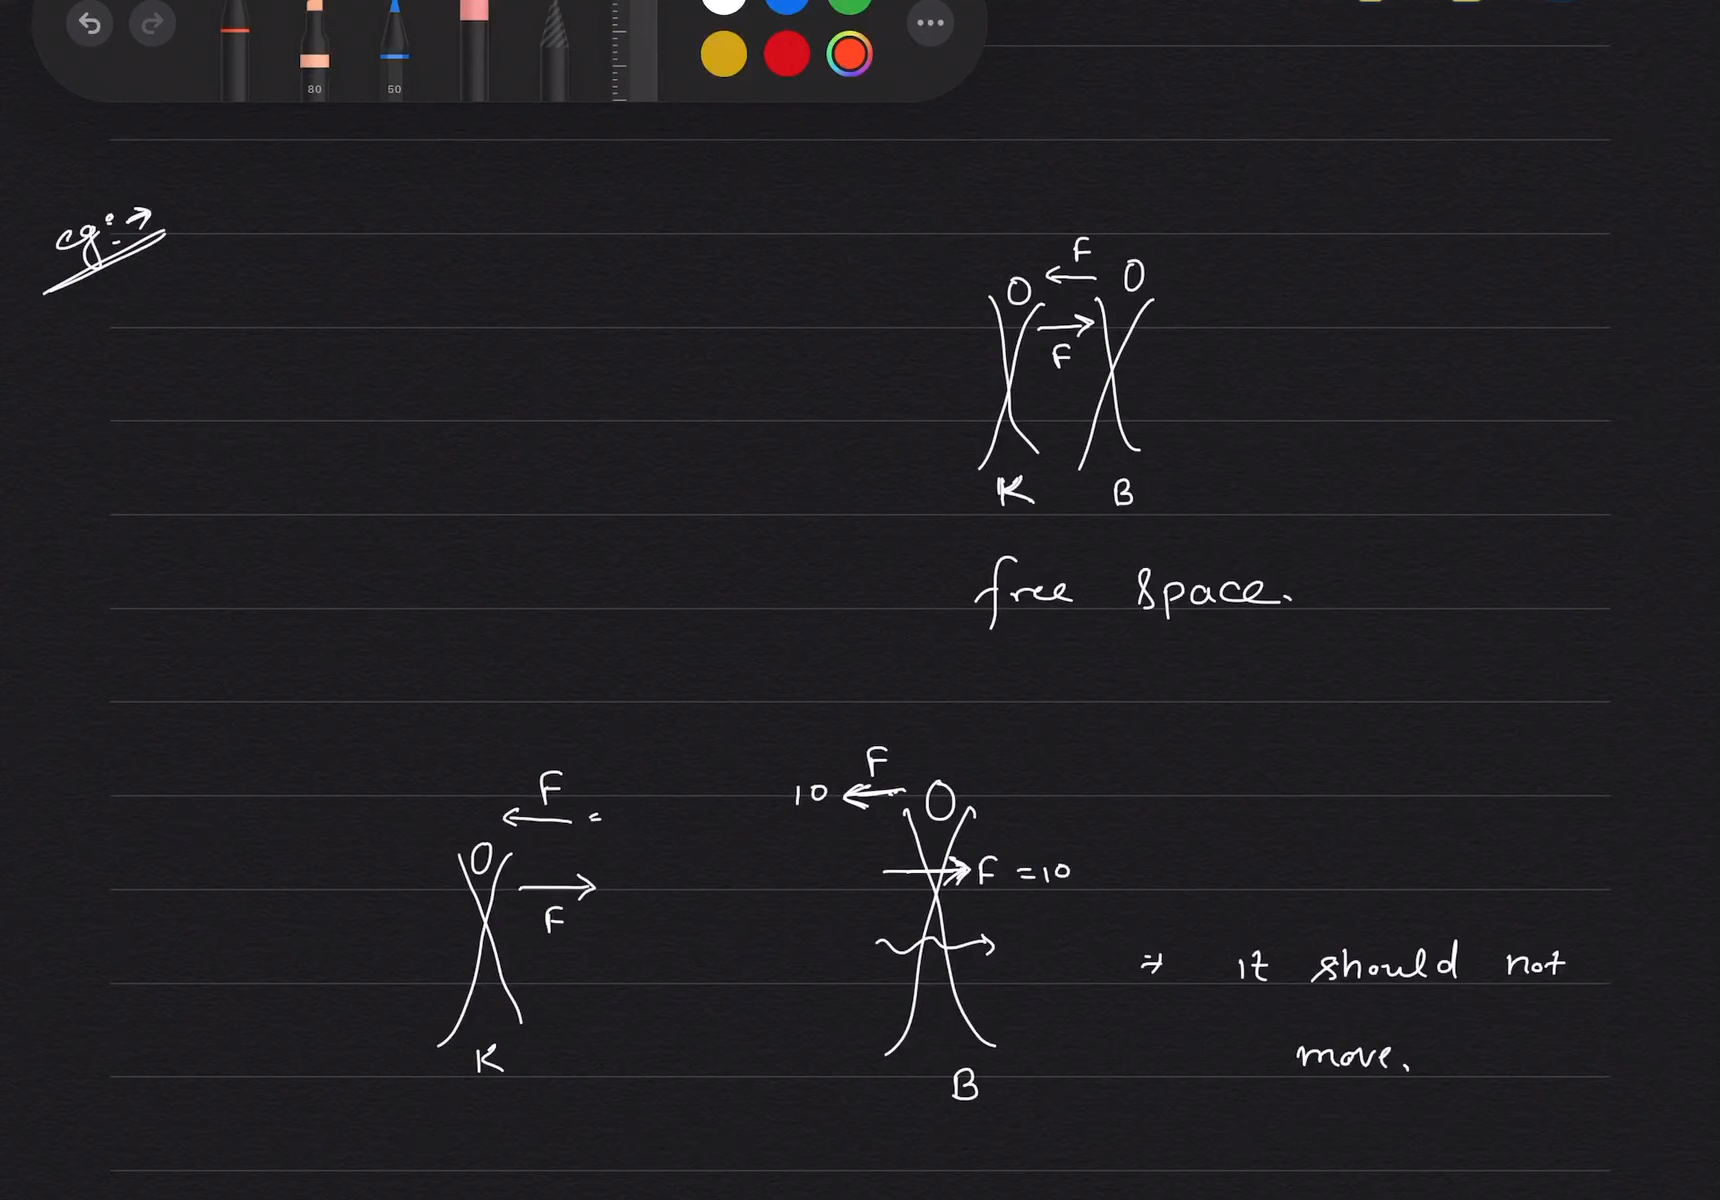 80
50
eg:→
F
F
K B
free space.
F
F
K
10 F
F = 10
B
⇒ it should not
move.